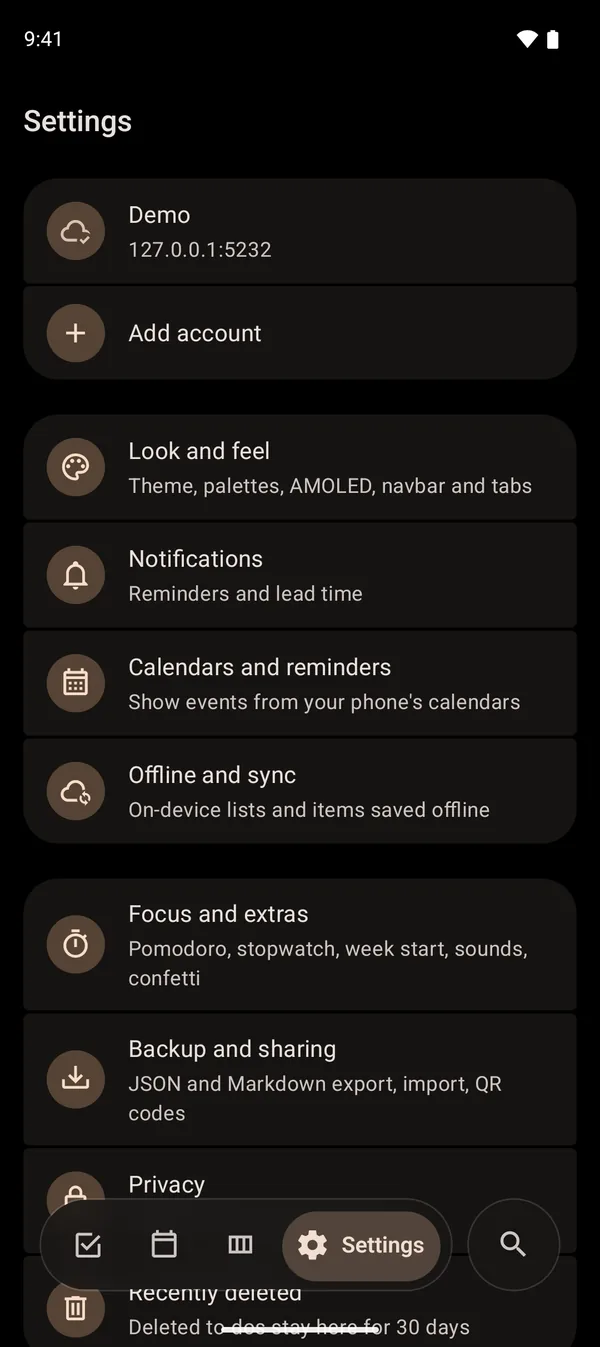 9:41
Settings
Demo
127.0.0.1:5232
Add account
Look and feel
Theme, palettes, AMOLED, navbar and tabs
Notifications
Reminders and lead time
Calendars and reminders
Show events from your phone's calendars
Offline and sync
On-device lists and items saved offline
Focus and extras
Pomodoro, stopwatch, week start, sounds,
confetti
Backup and sharing
JSON and Markdown export, import, QR
codes
Privacy
Settings
Recently deleted
Deleted to-dos stay here for 30 days